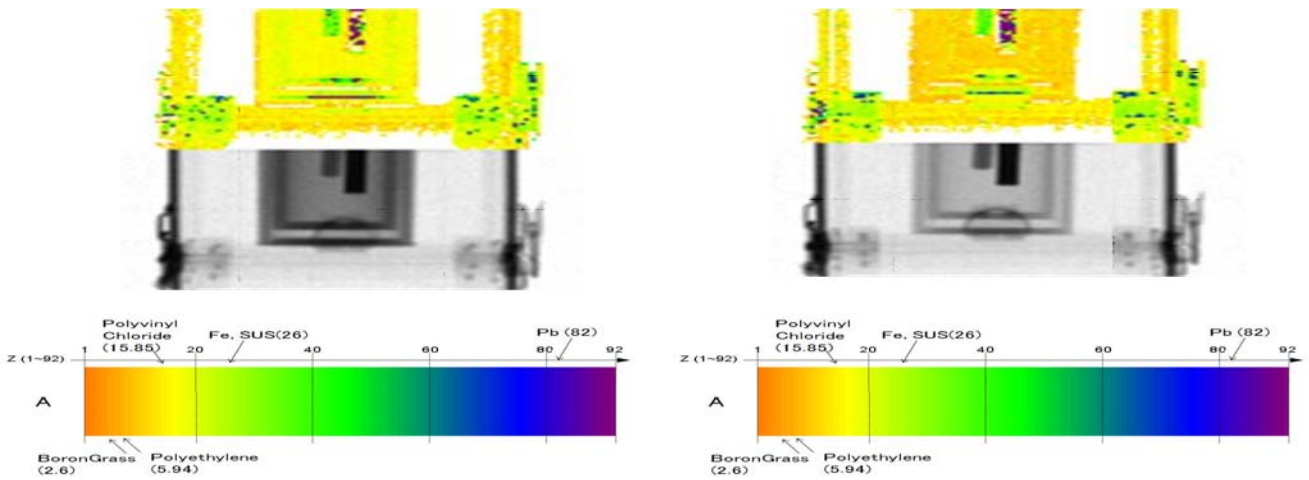 Polyvinyl
Chloride
(15.85)
Fe, SUS(26)
Pb (82)
Z (1~92)
1
20
40
60
80
92
A
BoronGrass
(2.6)
Polyethylene
(5.94)
Polyvinyl
Chloride
(15.85)
Fe, SUS(26)
Pb (82)
Z (1~92)
1
20
40
60
80
92
A
BoronGrass
(2.6)
Polyethylene
(5.94)